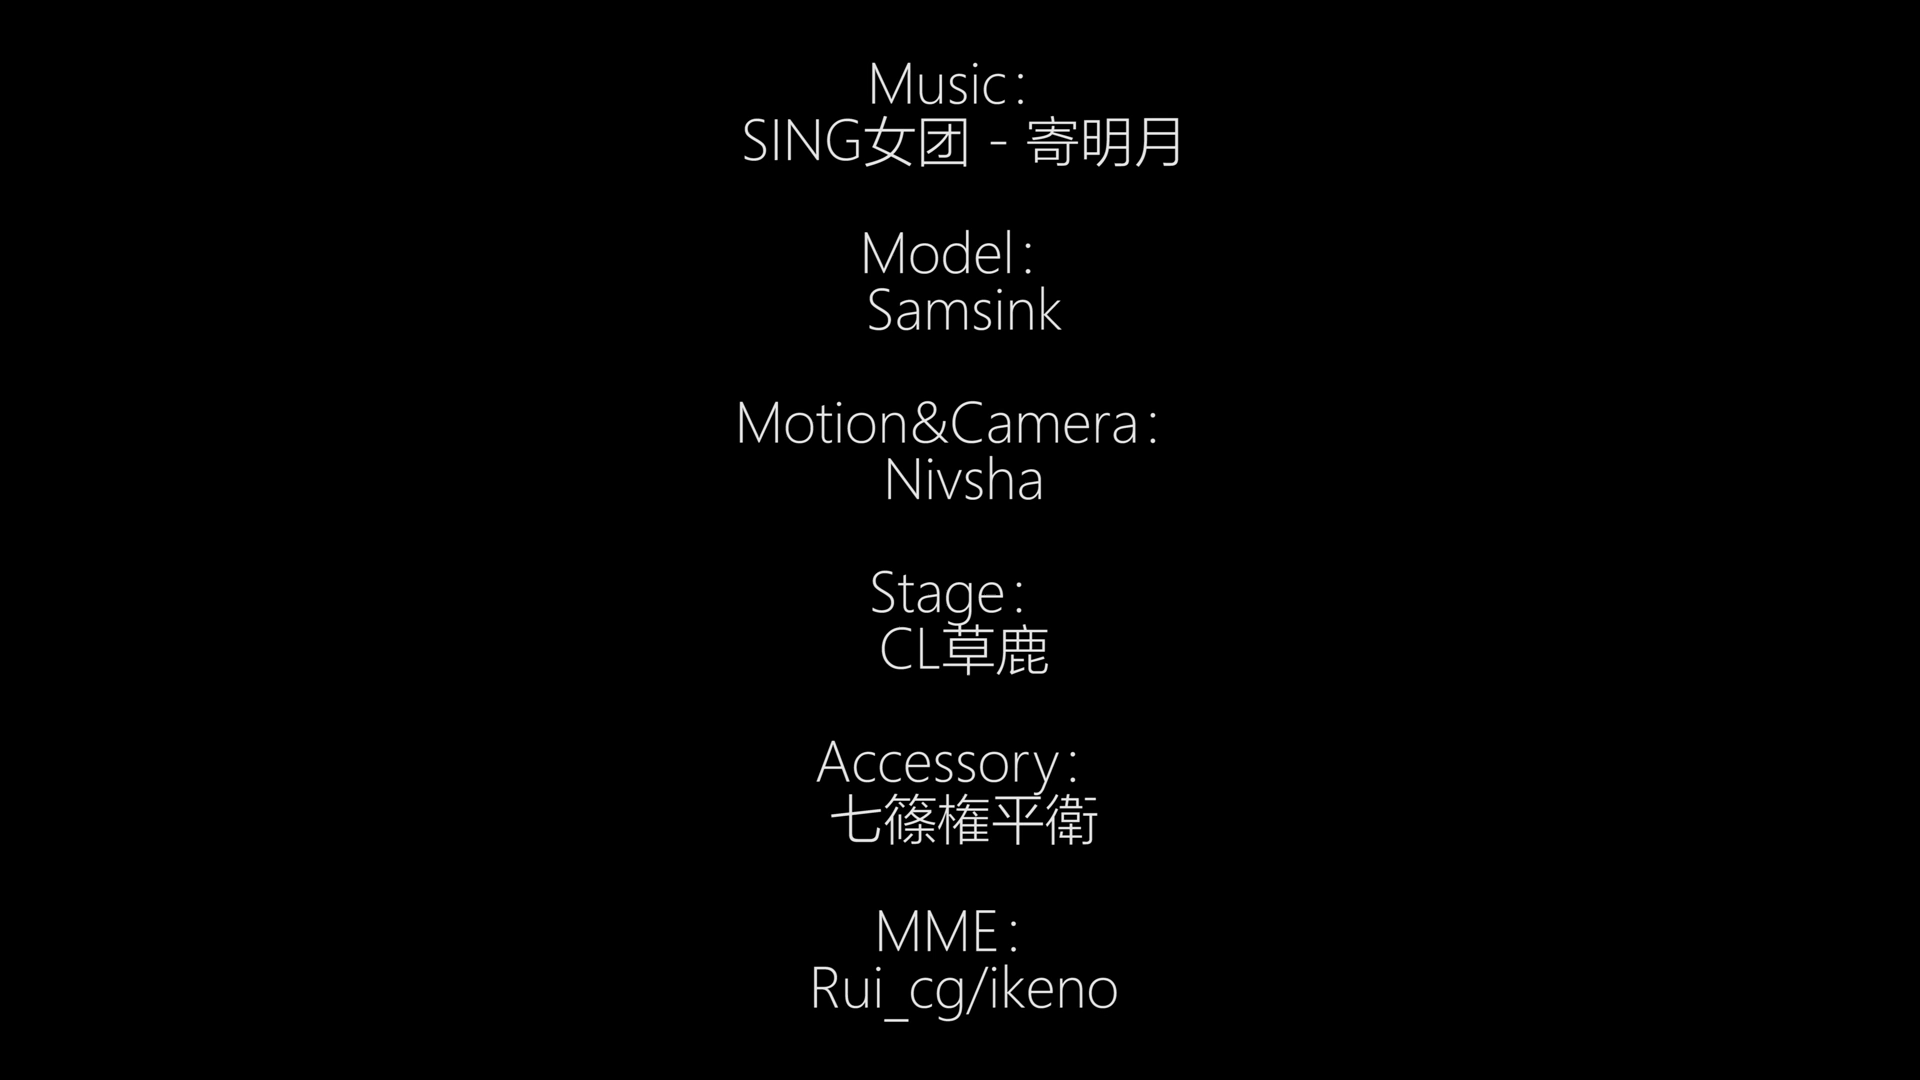 Music：
SING女团 - 寄明月
Model：
Samsink
Motion&Camera：
Nivsha
Stage：
CL草鹿
Accessory：
七篠権平衛
MME：
Rui_cg/ikeno